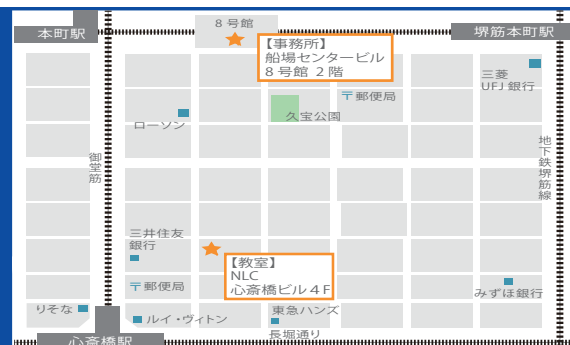 本町駅
8号館
堺筋本町駅
【事務所】
船場センタービル
8号館 2階
三菱
UFJ 銀行
〒郵便局
久宝公園
ローソン
御堂筋
地下鉄堺筋線
三井住友
銀行
【教室】
NLC
心斎橋ビル4F
〒郵便局
みずほ銀行
りそな
ルイ・ヴィトン
東急ハンズ
長堀通り
心斎橋駅